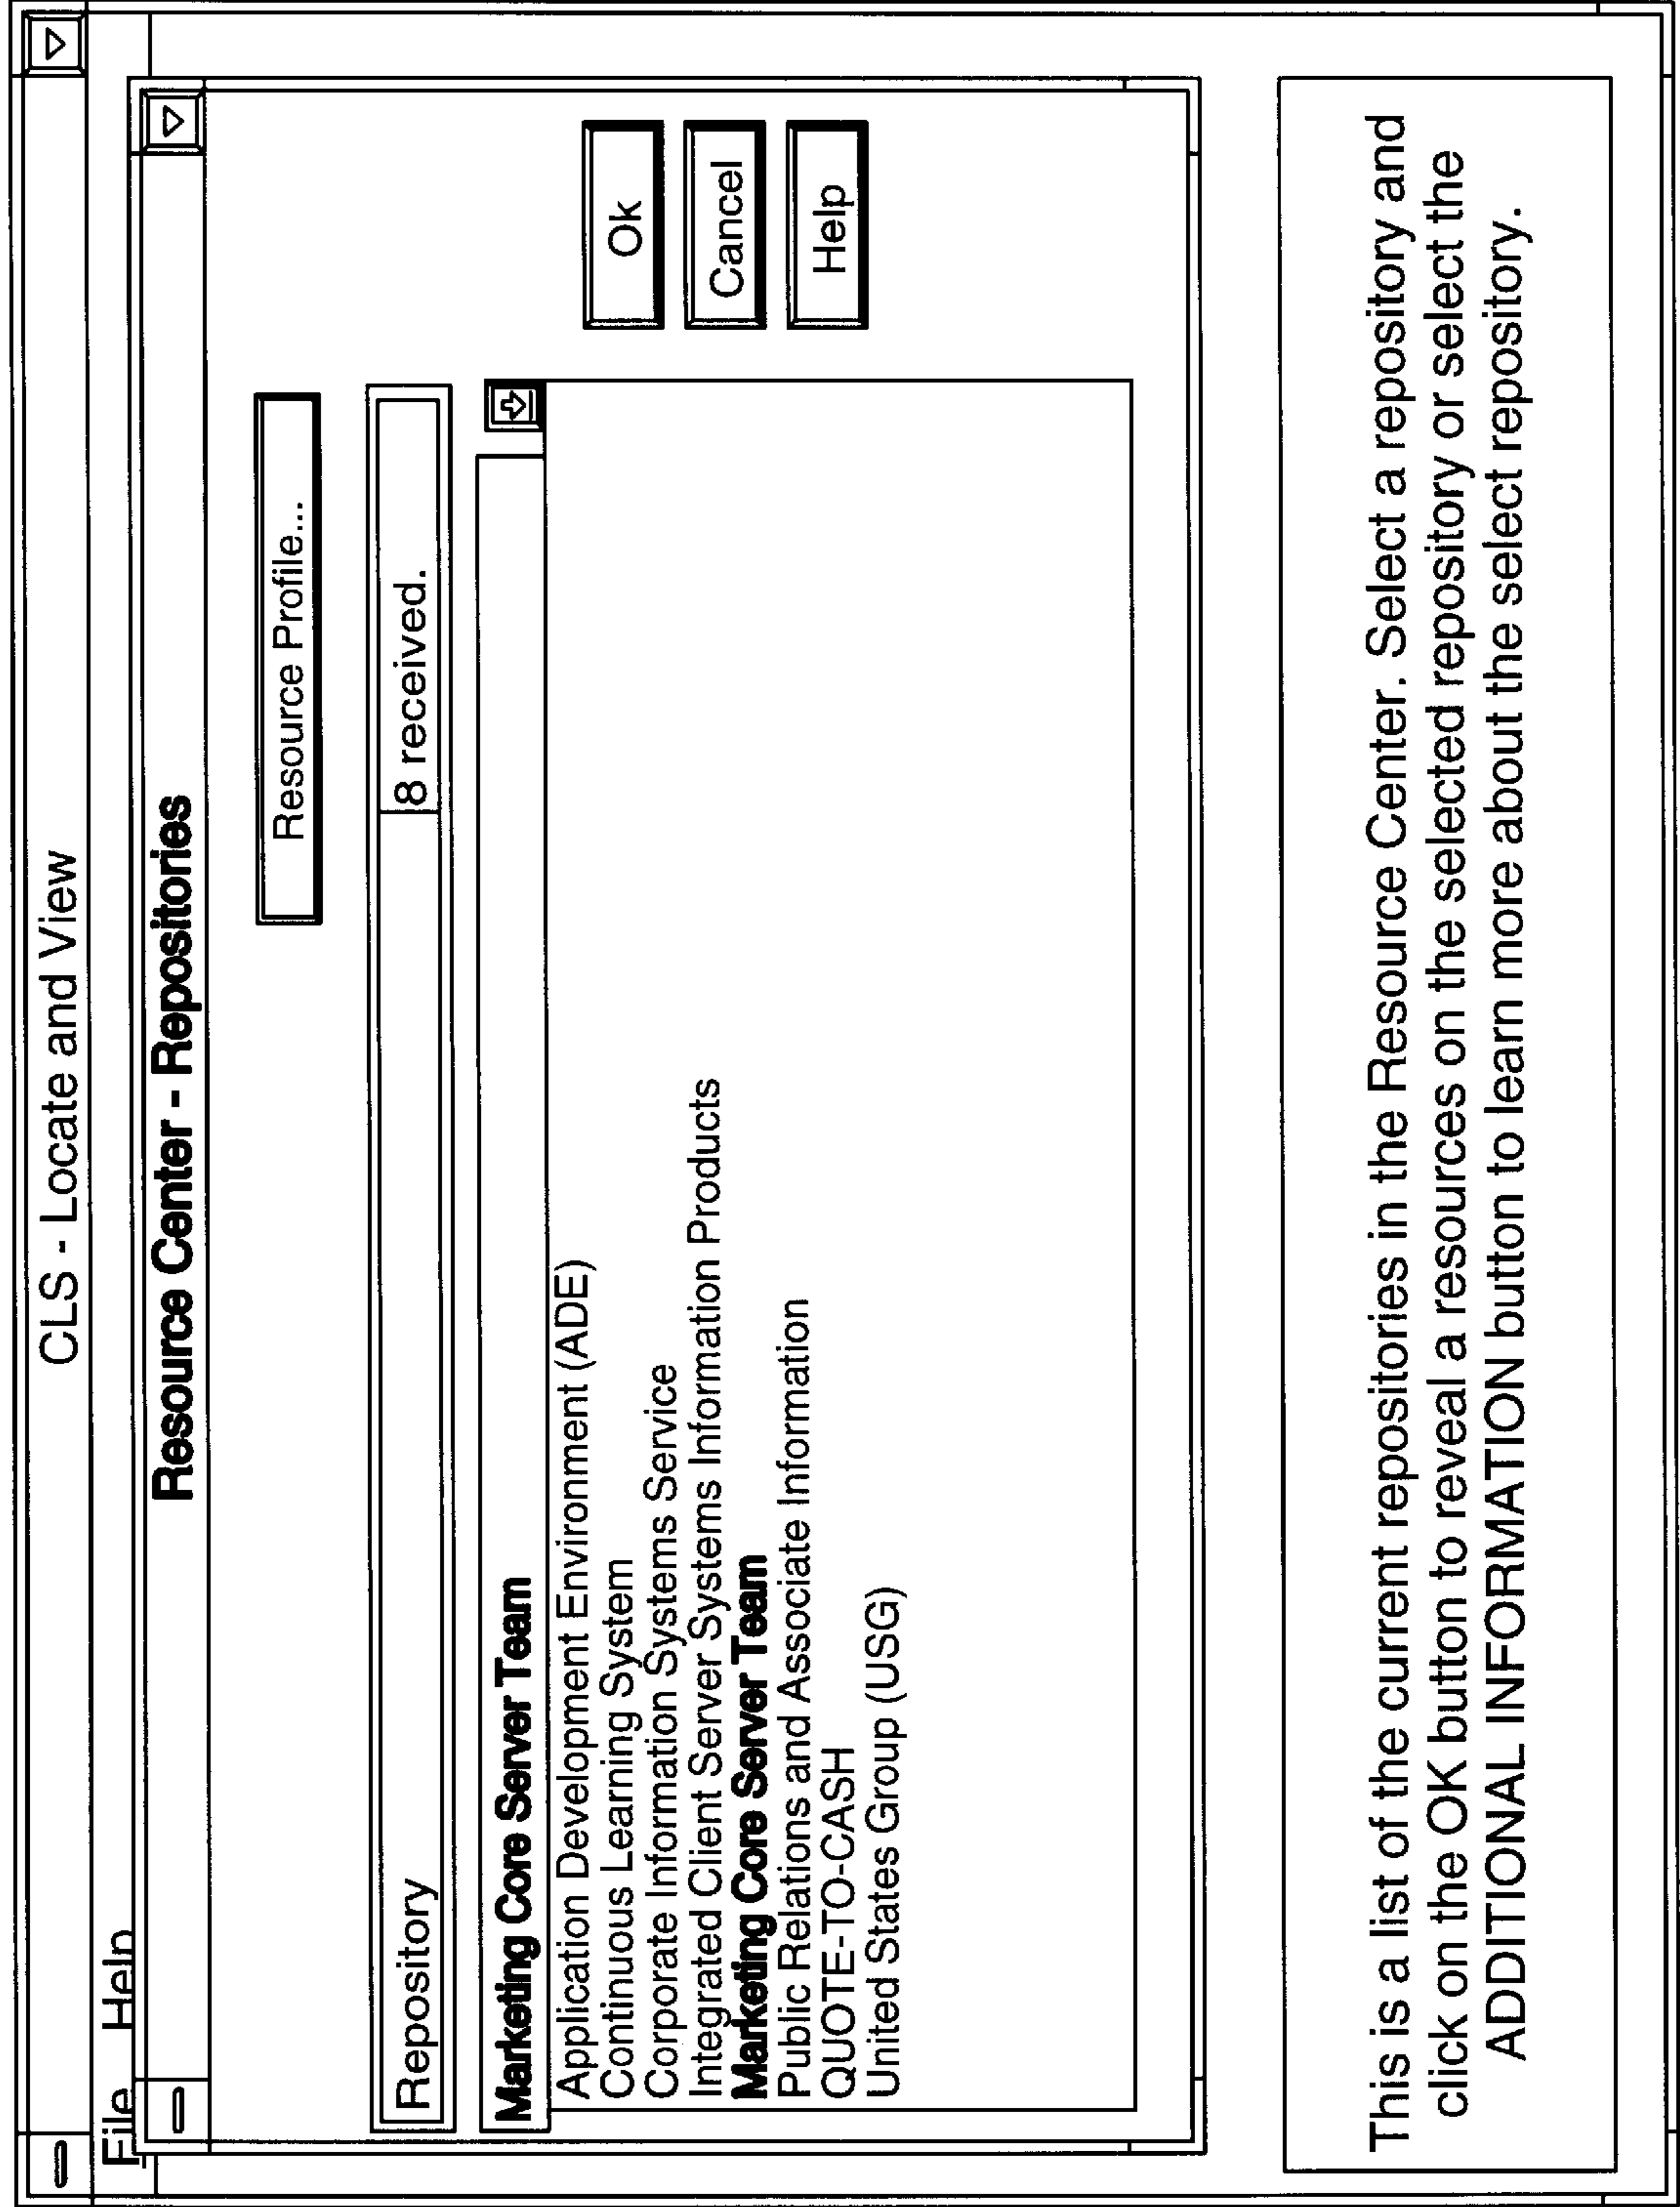 CLS - Locate and View
File Help
Resource Center - Repositories
Resource Profile...
Repository
8 received.
Marketing Core Server Team
Application Development Environment (ADE)
Continuous Learning System
Corporate Information Systems Service
Integrated Client Server Systems Information Products
Marketing Core Server Team
Public Relations and Associate Information
QUOTE-TO-CASH
United States Group (USG)
Ok
Cancel
Help
This is a list of the current repositories in the Resource Center. Select a repository and
click on the OK button to reveal a resources on the selected repository or select the
ADDITIONAL INFORMATION button to learn more about the select repository.